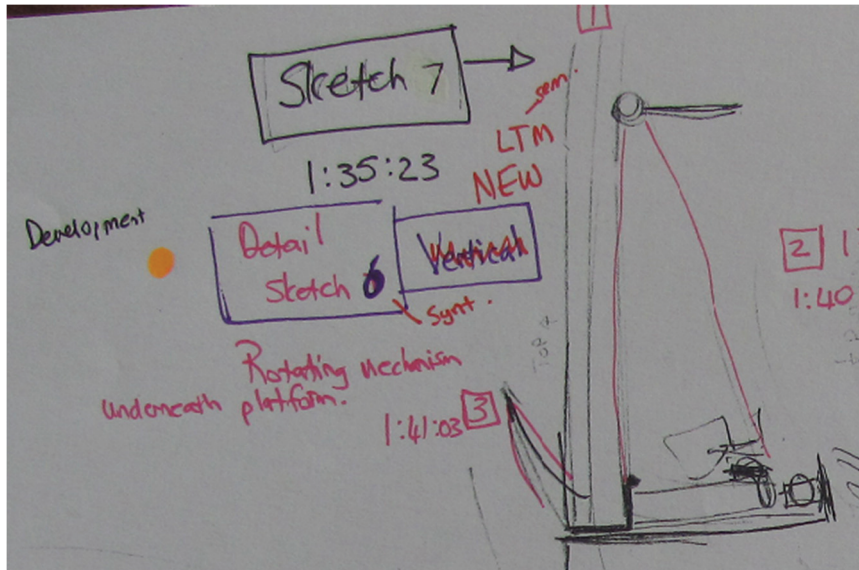 1
Sketch 7
sem.
LTM
1:35:23
NEW
Development
Detail
Sketch 6
Vertical
Synt.
2
1:40
Rotating mechanism
underneath platform.
3
1:41:03